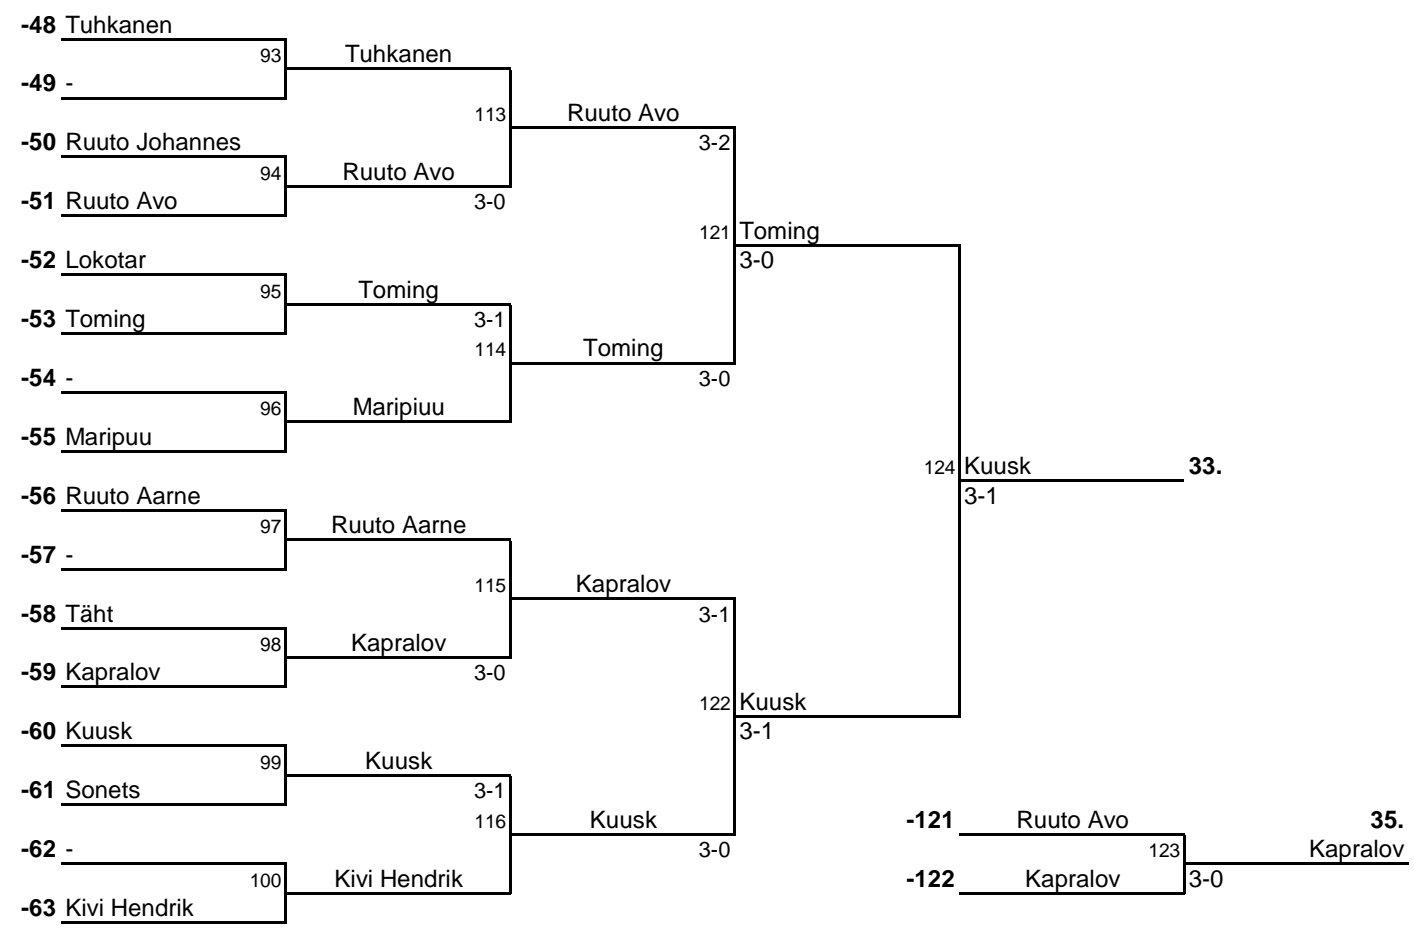 -48 Tuhkanen
93 Tuhkanen
-49 -
113 Ruuto Avo
-50 Ruuto Johannes 3-2
94 Ruuto Avo
-51 Ruuto Avo 3-0
121 Toming
-52 Lokotar 3-0
95 Toming
-53 Toming 3-1
114 Toming
-54 - 3-0
96 Maripiuu
-55 Maripuu
124 Kuusk 33.
-56 Ruuto Aarne 3-1
97 Ruuto Aarne
-57 -
115 Kapralov
-58 Täht 3-1
98 Kapralov
-59 Kapralov 3-0
122 Kuusk
-60 Kuusk 3-1
99 Kuusk
-61 Sonets 3-1
116 Kuusk -121 Ruuto Avo 35.
-62 - 3-0 123 Kapralov
100 Kivi Hendrik -122 Kapralov 3-0
-63 Kivi Hendrik